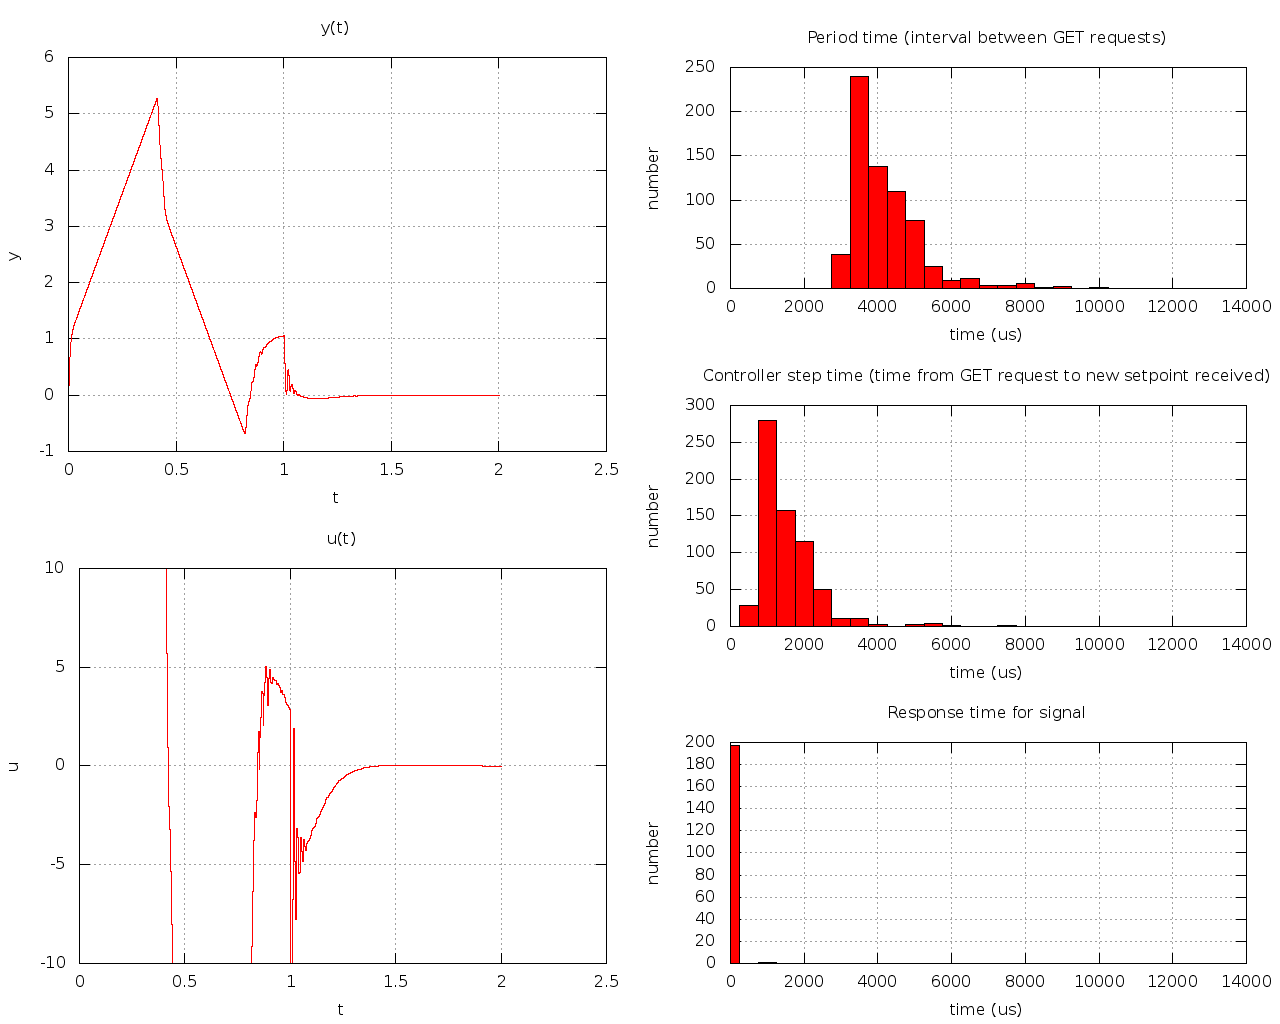 y(t)
6
5
4
3
2
1
0
-1
y
0 0.5 1 1.5 2 2.5
t
u(t)
10
5
0
-5
-10
u
0 0.5 1 1.5 2 2.5
t
Period time (interval between GET requests)
250
200
150
100
50
0
number
0 2000 4000 6000 8000 10000 12000 14000
time (us)
Controller step time (time from GET request to new setpoint received)
300
250
200
150
100
50
0
number
0 2000 4000 6000 8000 10000 12000 14000
time (us)
Response time for signal
200
180
160
140
120
100
80
60
40
20
0
number
0 2000 4000 6000 8000 10000 12000 14000
time (us)